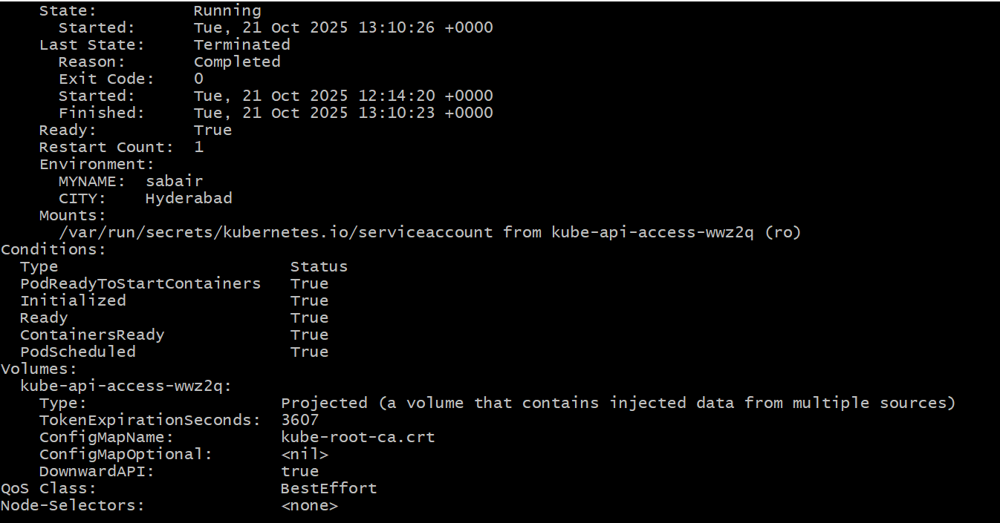 State: Running
Started: Tue, 21 Oct 2025 13:10:26 +0000
Last State: Terminated
Reason: Completed
Exit Code: 0
Started: Tue, 21 Oct 2025 12:14:20 +0000
Finished: Tue, 21 Oct 2025 13:10:23 +0000
Ready: True
Restart Count: 1
Environment:
MYNAME: sabair
CITY: Hyderabad
Mounts:
/var/run/secrets/kubernetes.io/serviceaccount from kube-api-access-wwz2q (ro)
Conditions:
Type Status
PodReadyToStartContainers True
Initialized True
Ready True
ContainersReady True
PodScheduled True
Volumes:
kube-api-access-wwz2q:
Type: Projected (a volume that contains injected data from multiple sources)
TokenExpirationSeconds: 3607
ConfigMapName: kube-root-ca.crt
ConfigMapOptional: <nil>
DownwardAPI: true
QoS Class: BestEffort
Node-Selectors: <none>